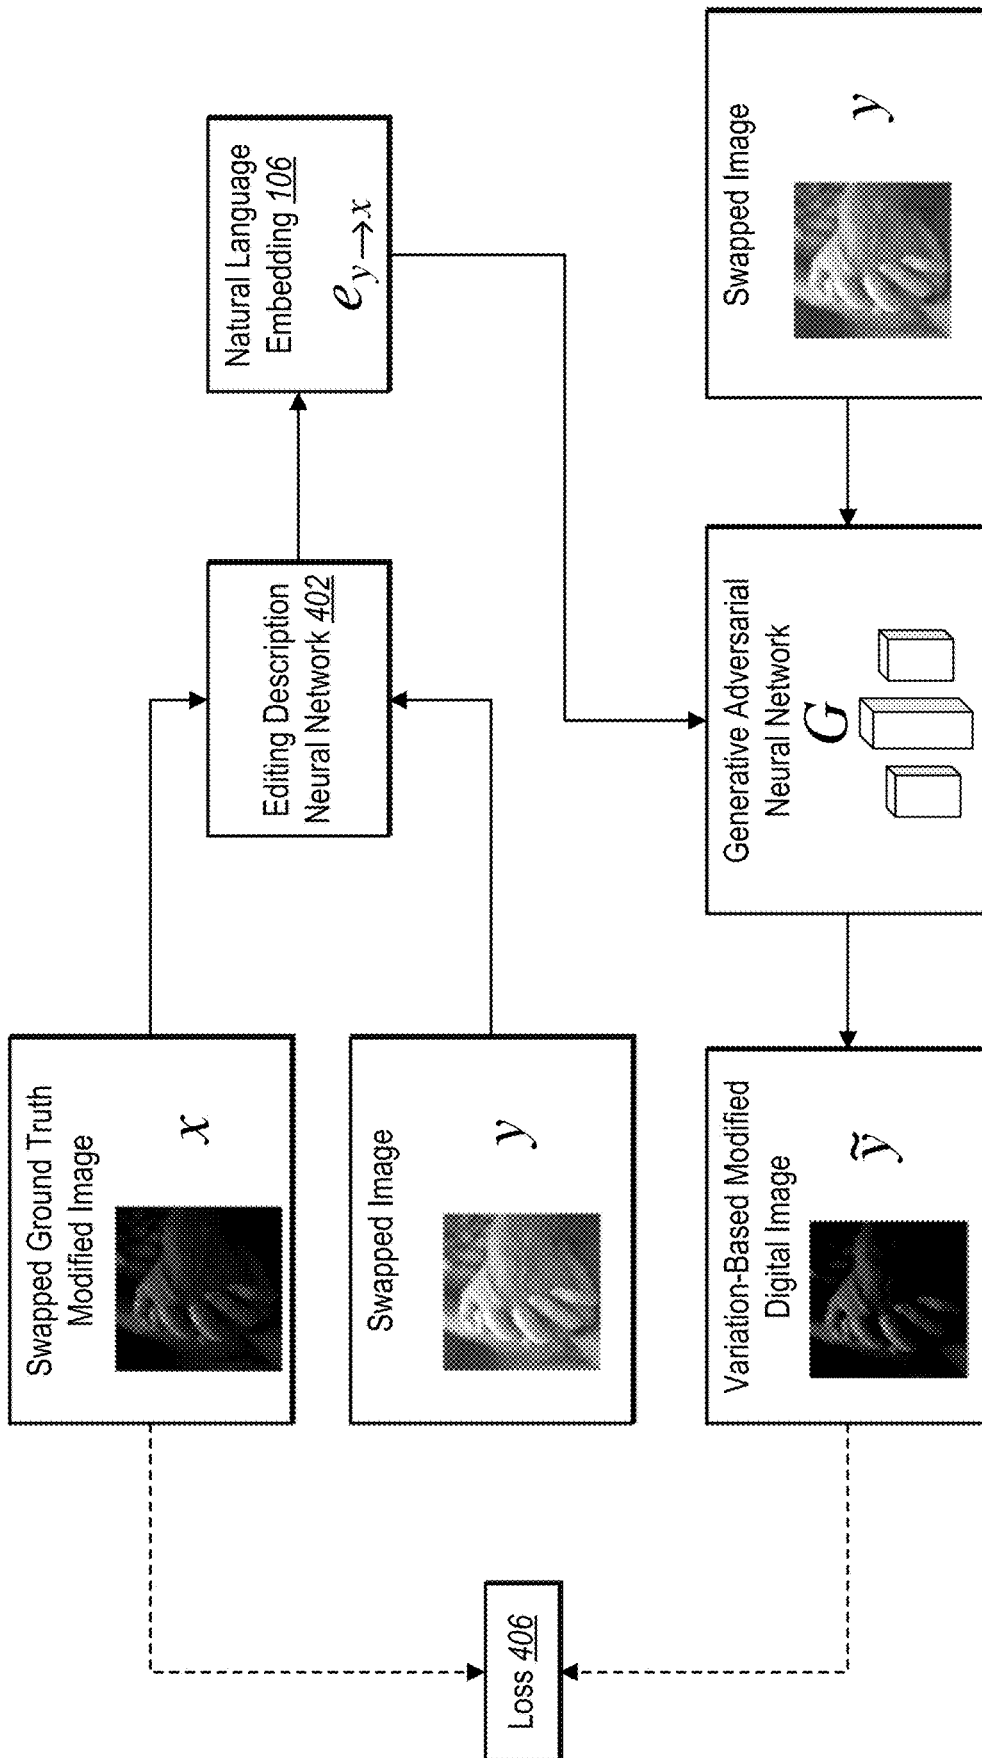 Swapped Ground Truth
Modified Image
x
Swapped Image
y
Editing Description
Neural Network 402
Natural Language
Embedding 106
e y→x
Loss 406
Variation-Based Modified
Digital Image
ỹ
Generative Adversarial
Neural Network
G
Swapped Image
y